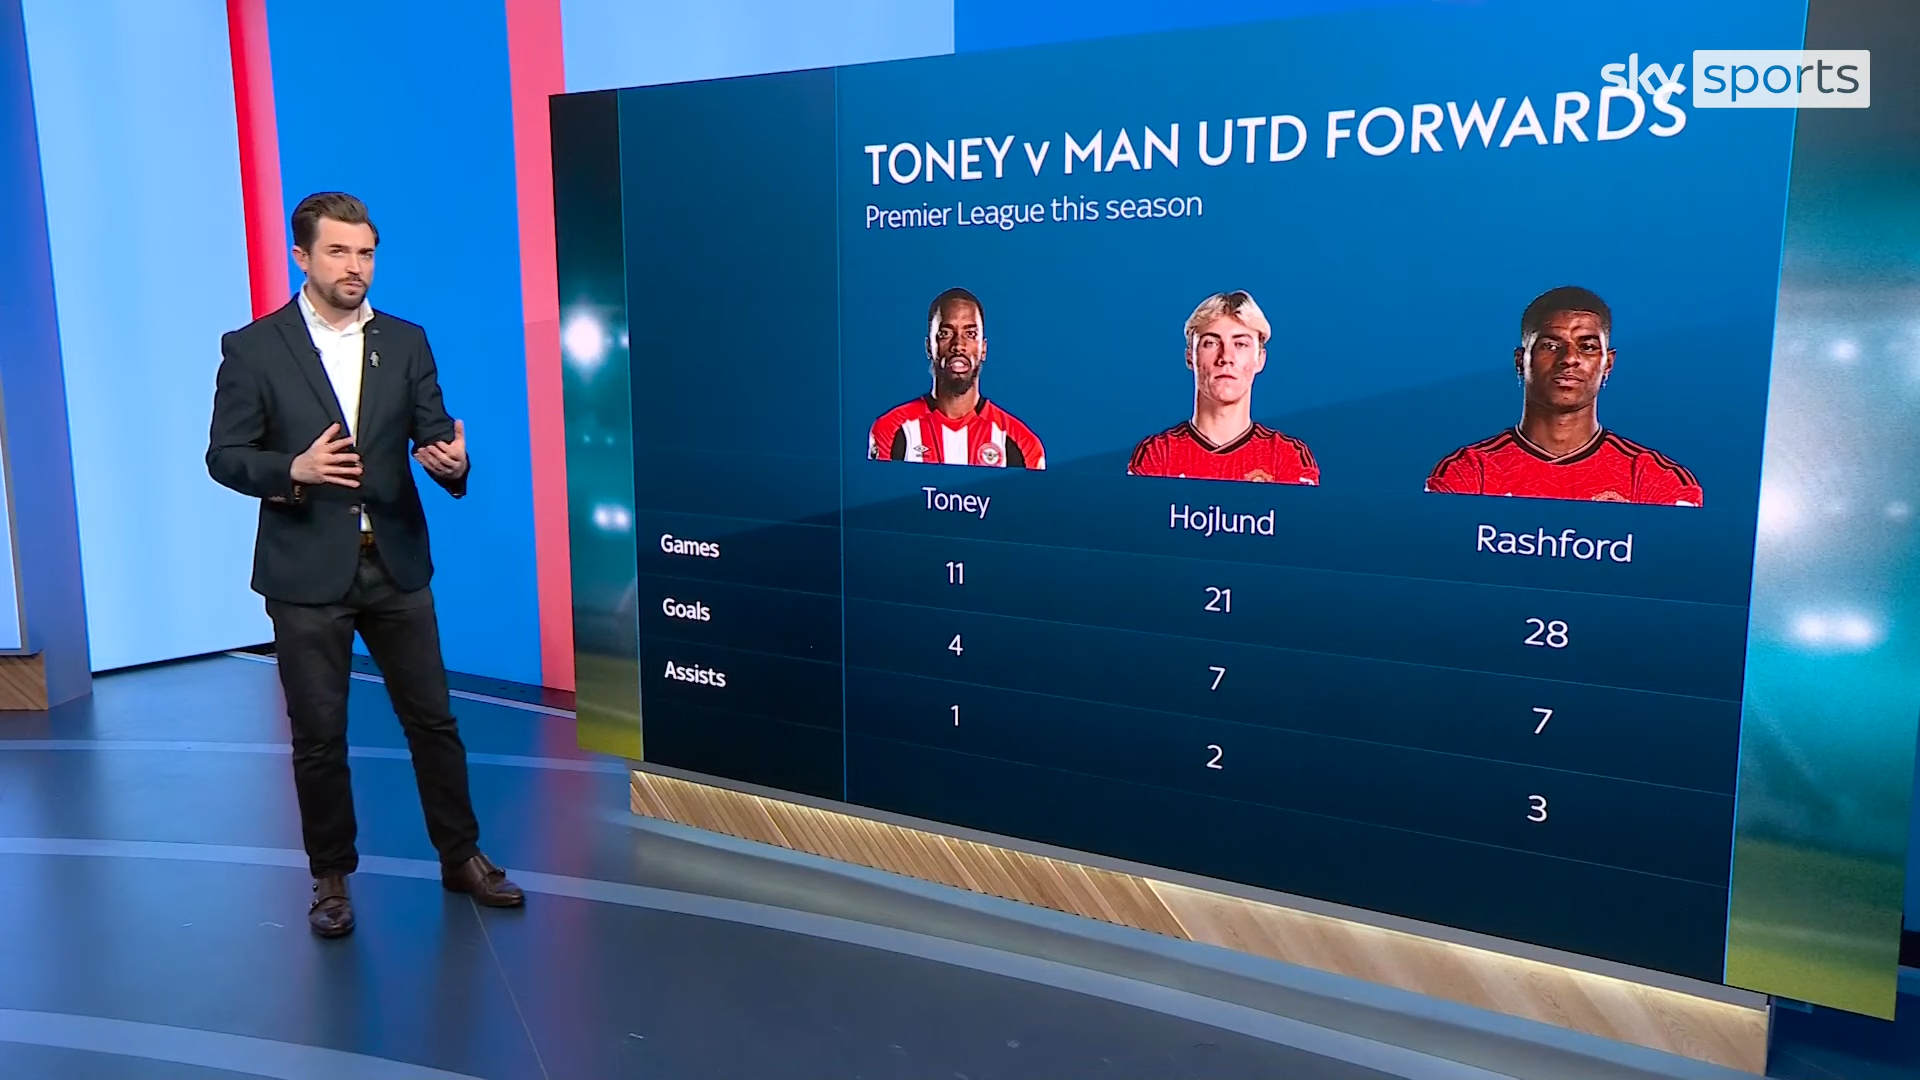 sky sports
TONEY v MAN UTD FORWARDS
Premier League this season
Toney Hojlund Rashford
Games 11 21 28
Goals 4 7 7
Assists 1 2 3